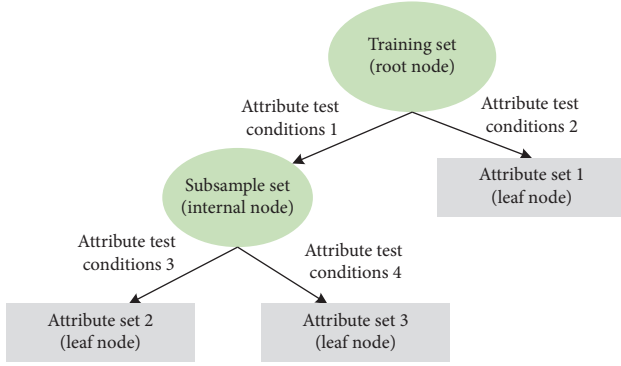 Training set
(root node)
Attribute test
conditions 1
Attribute test
conditions 2
Subsample set
(internal node)
Attribute set 1
(leaf node)
Attribute test
conditions 3
Attribute test
conditions 4
Attribute set 2
(leaf node)
Attribute set 3
(leaf node)